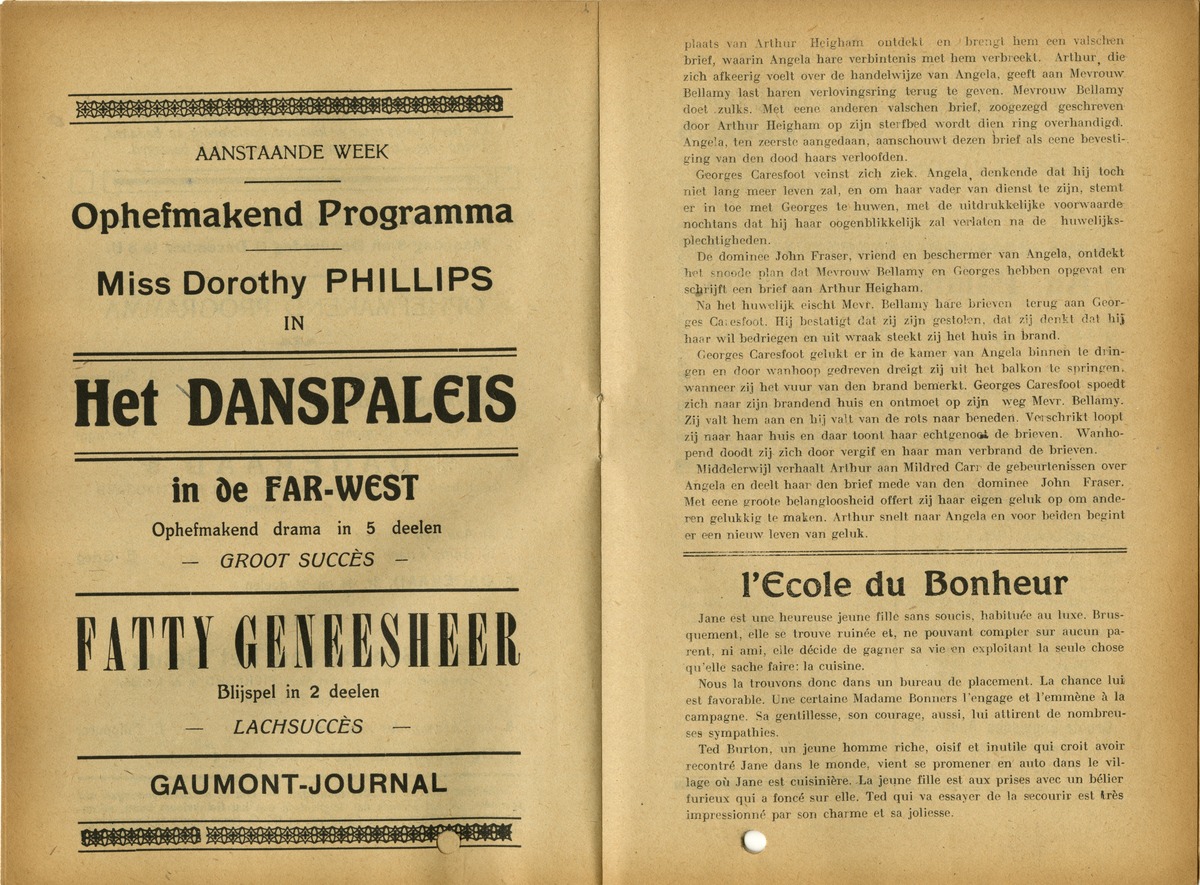 AANSTAANDE WEEK
Ophefmakend Programma
Miss Dorothy PHILLIPS
IN
Het DANSPALEIS
in de FAR-WEST
Ophefmakend drama in 5 deelen
— GROOT SUCCÈS —
FATTY GENEESHEER
Blijspel in 2 deelen
— LACHSUCCÈS —
GAUMONT-JOURNAL
plaats van Arthur Heigham ontdekt en brengt hem een valschen
brief, waarin Angela hare verbintenis met hem verbreekt. Arthur, die
zich afkeerig voelt over de handelwijze van Angela, geeft aan Mevrouw
Bellamy last haren verlovingsring terug te geven. Mevrouw Bellamy
doet zulks. Met eene anderen valschen brief, zoogezegd geschreven
door Arthur Heigham op zijn sterfbed wordt dien ring overhandigd.
Angela, ten zeerste aangedaan, aanschouwt dezen brief als eene bevesti-
ging van den dood haars verloofden.
Georges Caresfoot veinst zich ziek. Angela, denkende dat hij toch
niet lang meer leven zal, en om haar vader van dienst te zijn, stemt
er in toe met Georges te huwen, met de uitdrukkelijke voorwaarde
nochtans dat hij haar oogenblikkelijk zal verlaten na de huwelijks-
plechtigheden.
De dominee John Fraser, vriend en beschermer van Angela, ontdekt
het snoode plan dat Mevrouw Bellamy en Georges hebben opgevat en
schrijft een brief aan Arthur Heigham.
Na het huwelijk eischt Mevr. Bellamy hare brieven terug aan Geor-
ges Caresfoot. Hij bestatigt dat zij zijn gestolen, dat zij denkt dat hij
haar wil bedriegen en uit wraak steekt zij het huis in brand.
Georges Caresfoot gelukt er in de kamer van Angela binnen te drin-
gen en door wanhoop gedreven dreigt zij uit het balkon te springen,
wanneer zij het vuur van den brand bemerkt. Georges Caresfoot spoedt
zich naar zijn brandend huis en ontmoet op zijn weg Mevr. Bellamy.
Zij valt hem aan en hij valt van de rots naar beneden. Verschrikt loopt
zij naar haar huis en daar toont haar echtgenoot de brieven. Wanho-
pend doodt zij zich door vergif en haar man verbrand de brieven.
Middelerwijl verhaalt Arthur aan Mildred Carr de gebeurtenissen over
Angela en deelt haar den brief mede van den dominee John Fraser.
Met eene groote belangloosheid offert zij haar eigen geluk op om ande-
ren gelukkig te maken. Arthur snelt naar Angela en voor beiden begint
er een nieuw leven van geluk.
l'Ecole du Bonheur
Jane est une heureuse jeune fille sans soucis, habituée au luxe. Brus-
quement, elle se trouve ruinée et, ne pouvant compter sur aucun pa-
rent, ni ami, elle décide de gagner sa vie en exploitant la seule chose
qu'elle sache faire: la cuisine.
Nous la trouvons donc dans un bureau de placement. La chance lui
est favorable. Une certaine Madame Bonners l'engage et l'emmène à la
campagne. Sa gentillesse, son courage, aussi, lui attirent de nombreu-
ses sympathies.
Ted Burton, un jeune homme riche, oisif et inutile qui croit avoir
recontré Jane dans le monde, vient se promener en auto dans le vil-
lage où Jane est cuisinière. La jeune fille est aux prises avec un bélier
furieux qui a foncé sur elle. Ted qui va essayer de la secourir est très
impressionné par son charme et sa joliesse.